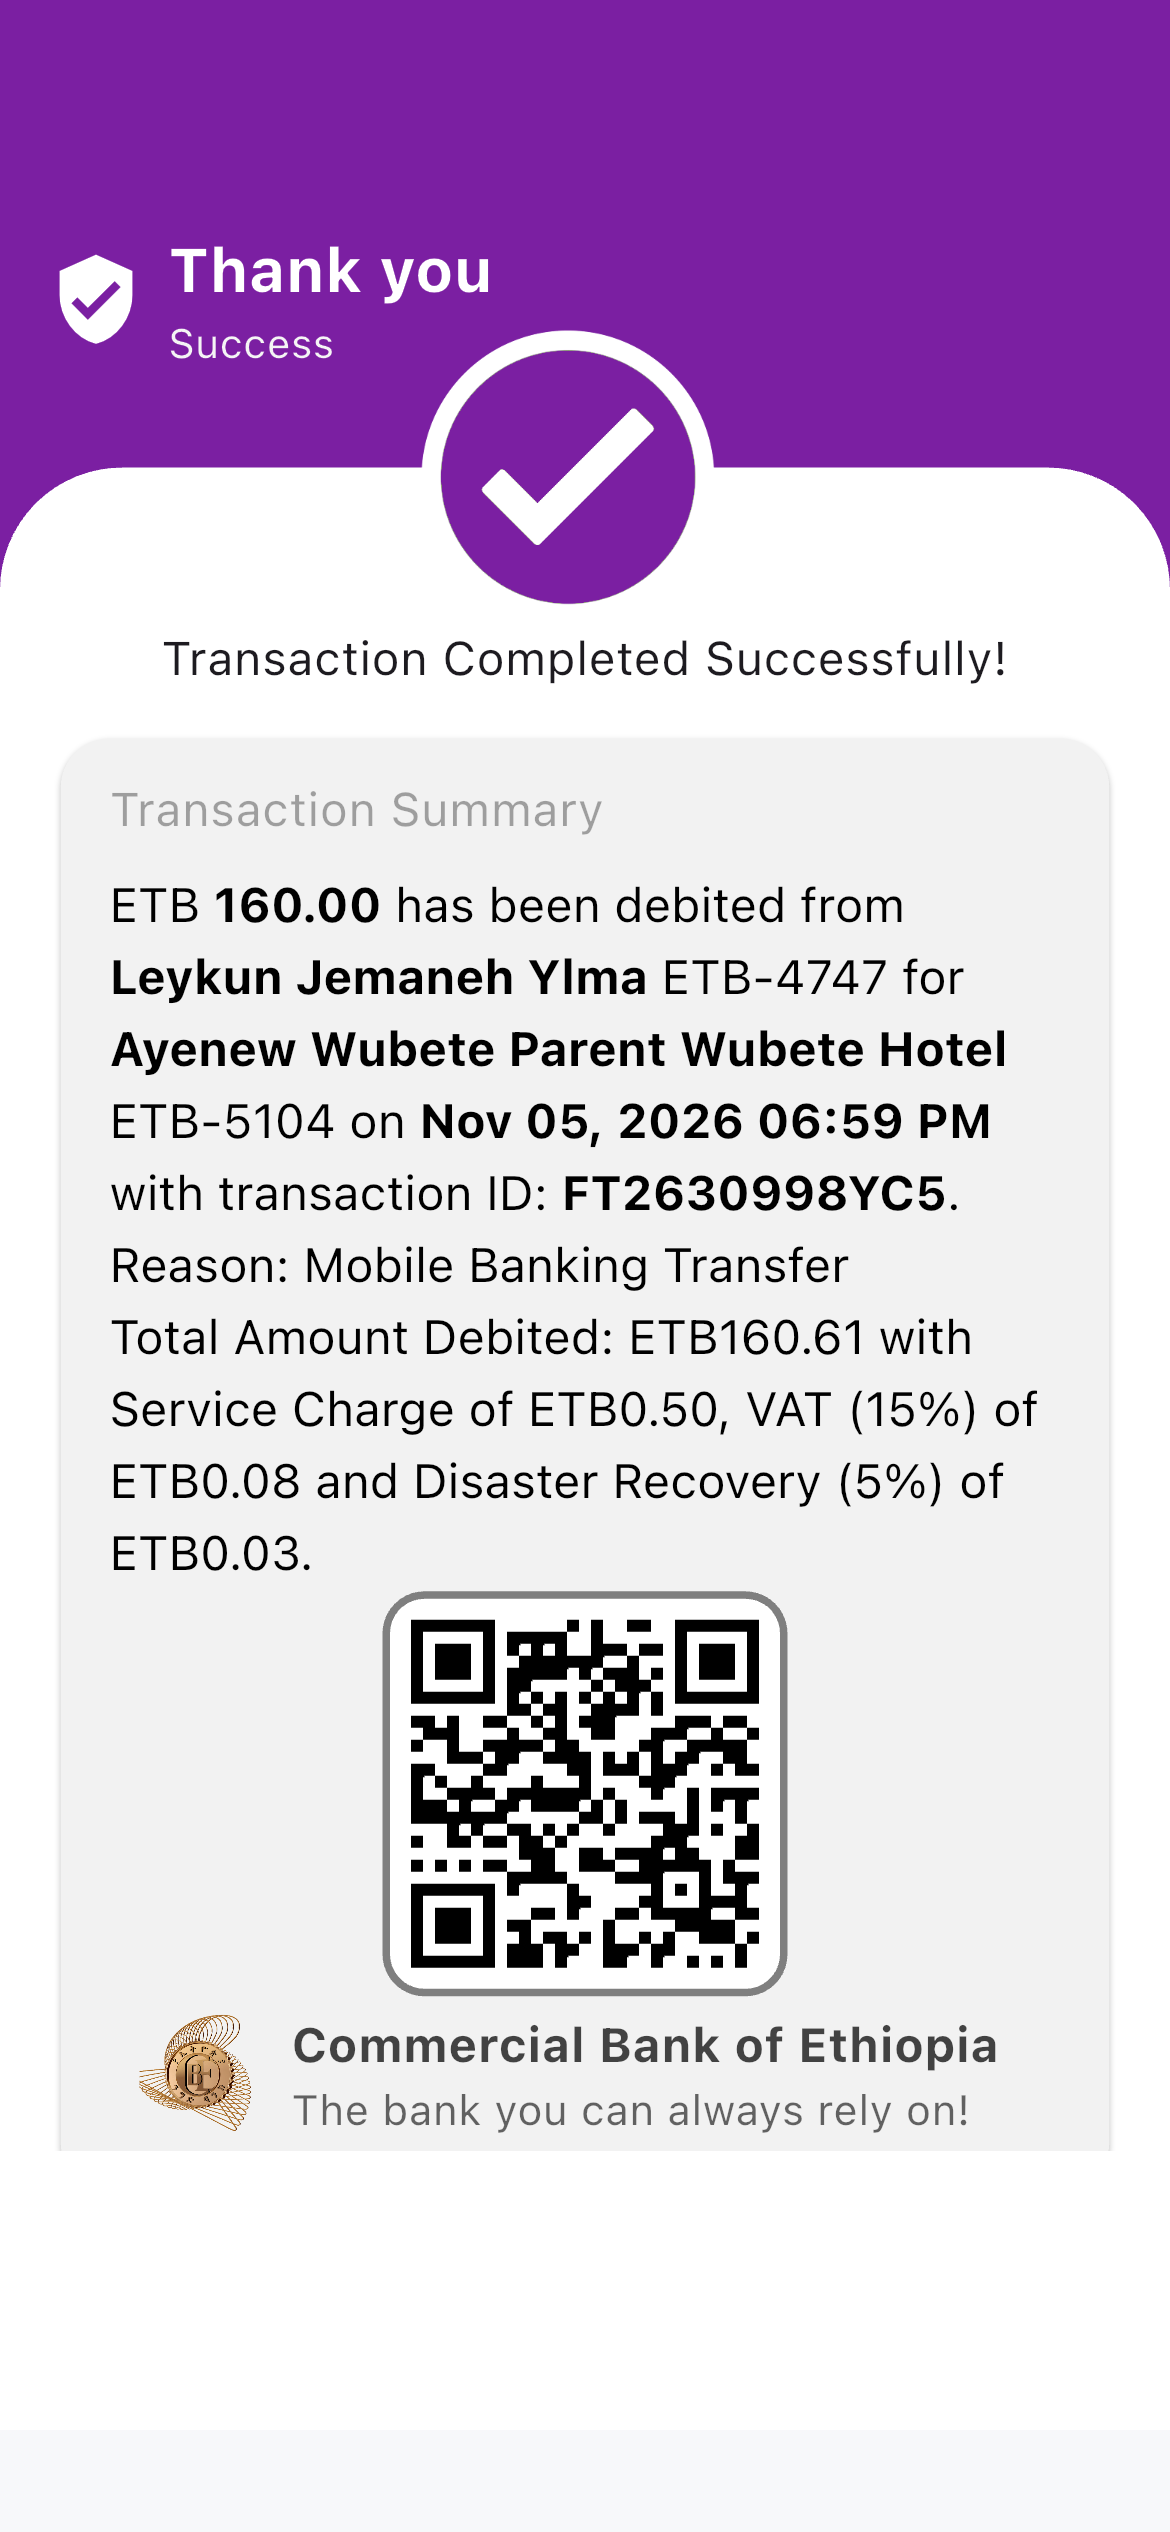 Thank you
Success
Transaction Completed Successfully!
Transaction Summary
ETB 160.00 has been debited from
Leykun Jemaneh Ylma ETB-4747 for
Ayenew Wubete Parent Wubete Hotel
ETB-5104 on Nov 05, 2026 06:59 PM
with transaction ID: FT2630998YC5.
Reason: Mobile Banking Transfer
Total Amount Debited: ETB160.61 with
Service Charge of ETB0.50, VAT (15%) of
ETB0.08 and Disaster Recovery (5%) of
ETB0.03.
Commercial Bank of Ethiopia
The bank you can always rely on!